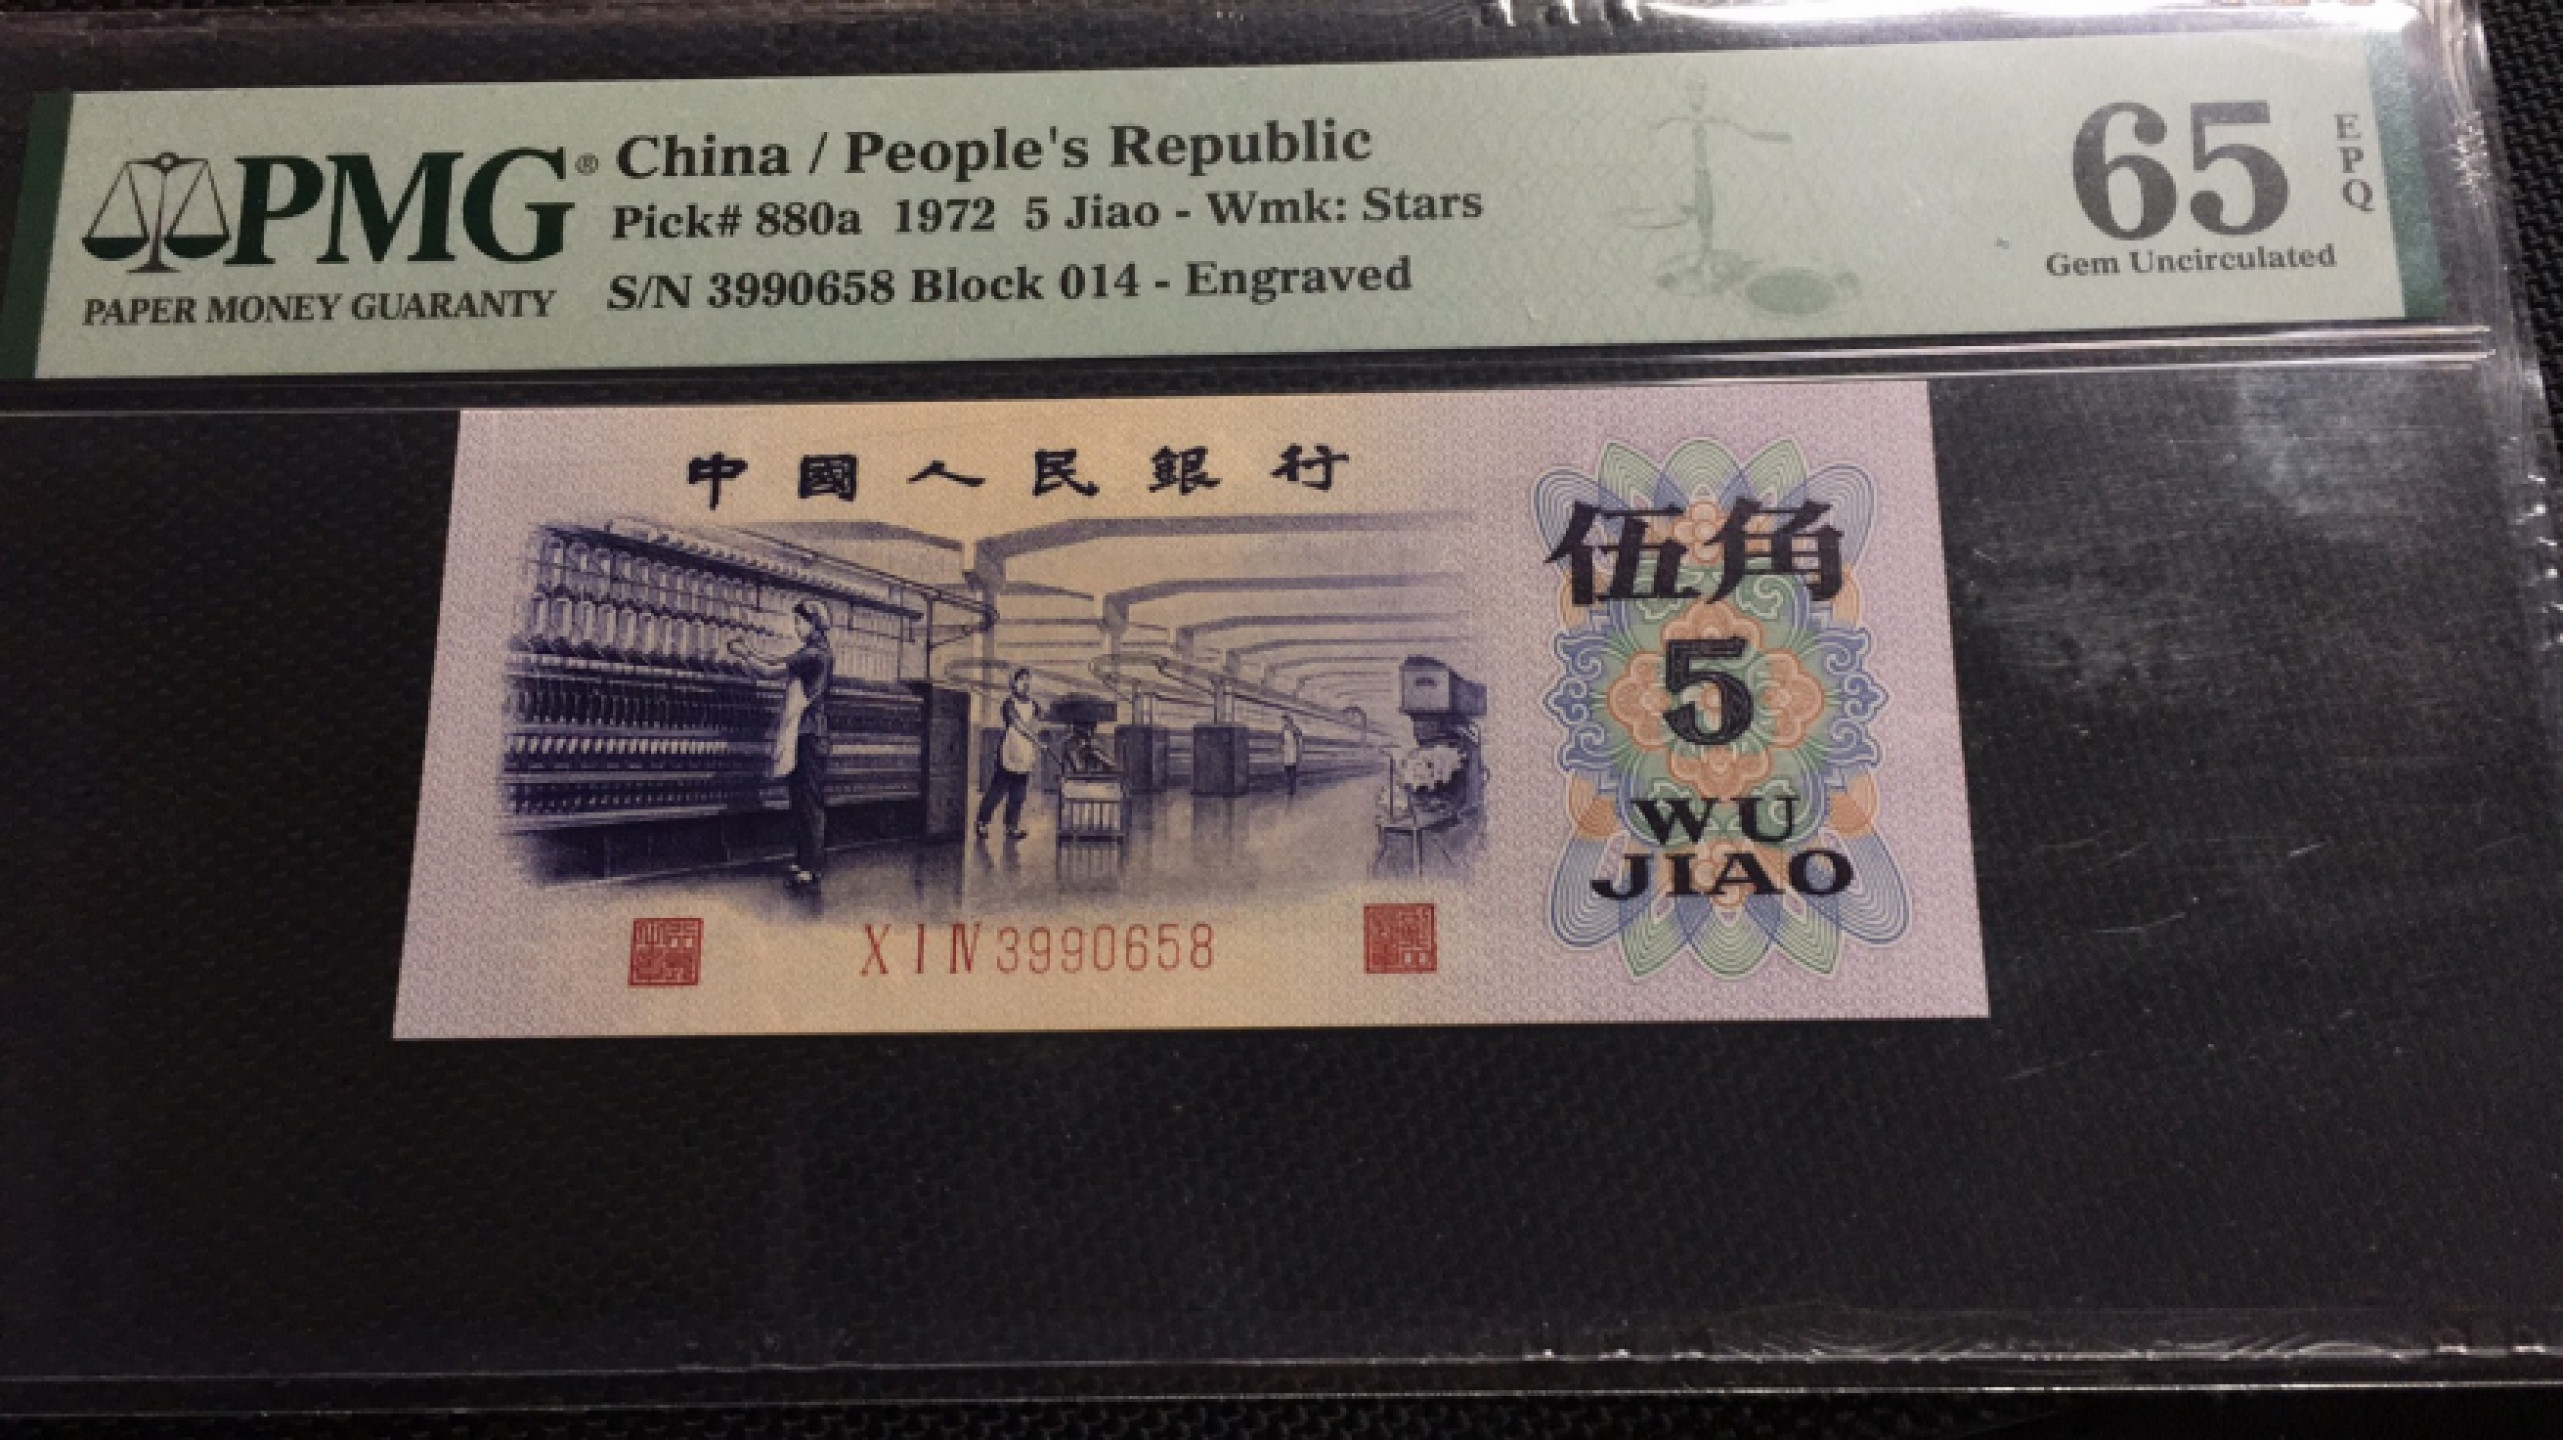 PMG®
PAPER MONEY GUARANTY
China / People's Republic
Pick# 880a 1972 5 Jiao - Wmk: Stars
S/N 3990658 Block 014 - Engraved
65
EPQ
Gem Uncirculated
中國人民銀行
伍角
5
WU
JIAO
X I IV 3990658